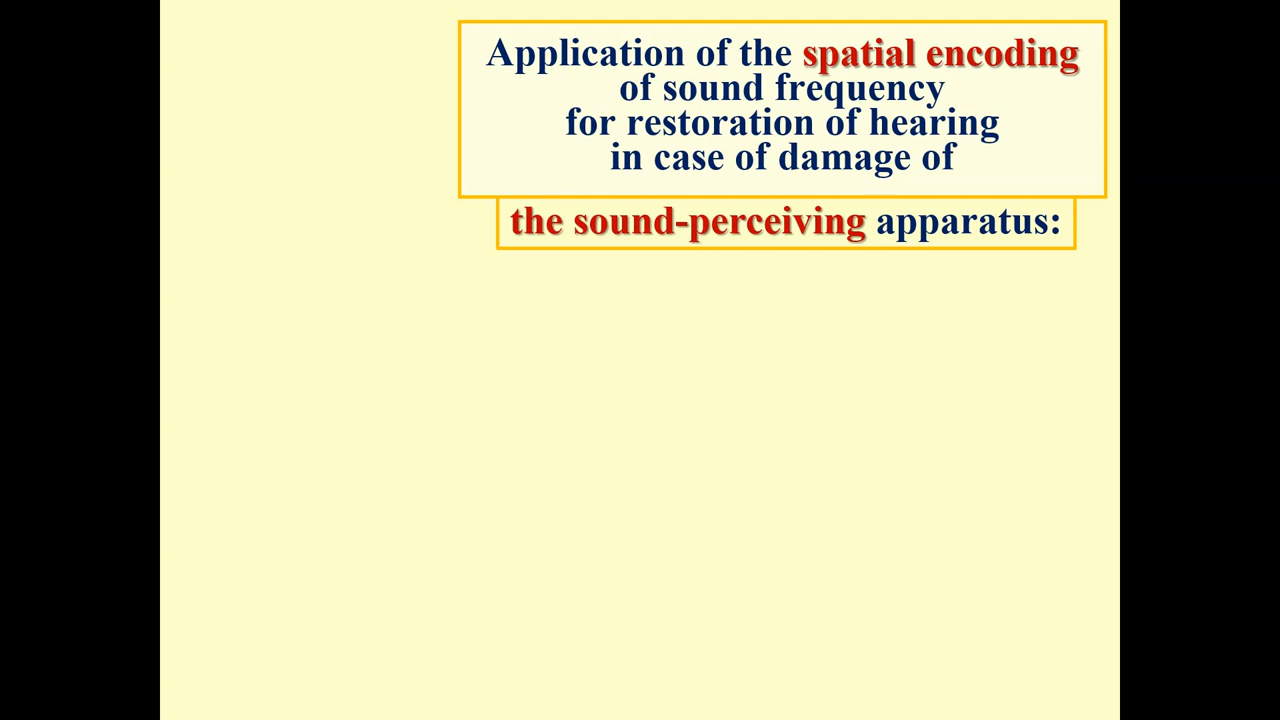 Application of the spatial encoding
of sound frequency
for restoration of hearing
in case of damage of
the sound-perceiving apparatus: